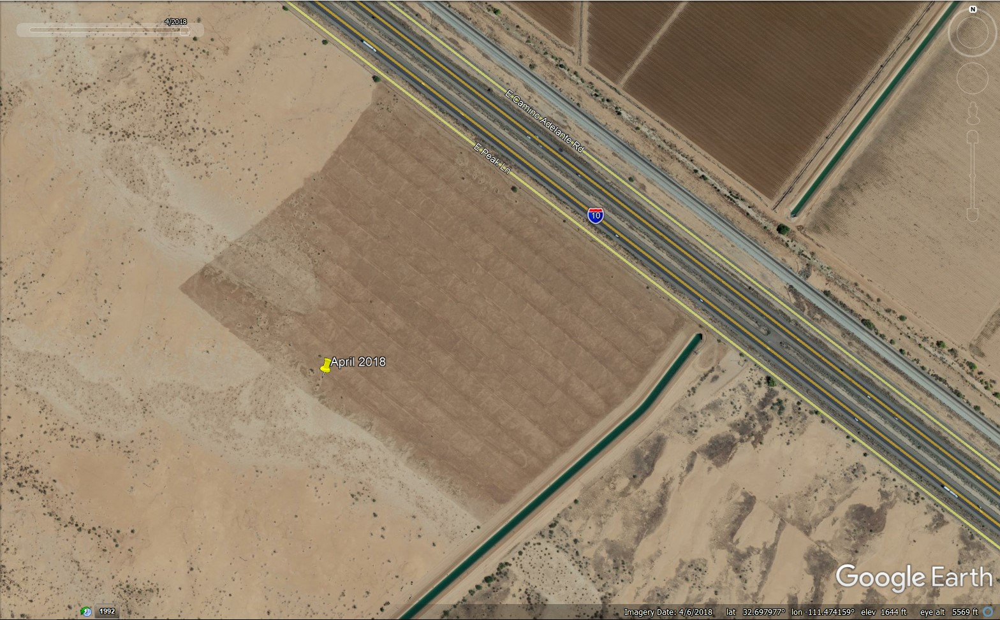 4/2018
N
E Camino Adelante Rd
E Peak Ln
10
April 2018
Google Earth
1992
Imagery Date: 4/6/2018 lat 32.697977° lon -111.474159° elev 1644 ft eye alt 5569 ft